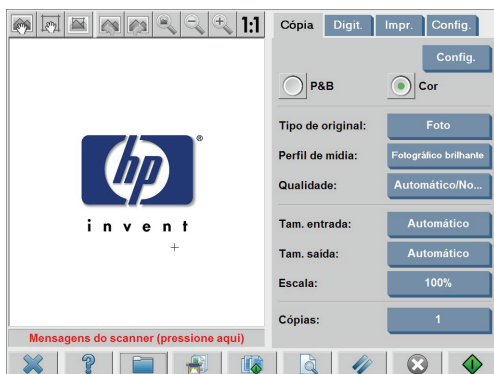 1:1
Cópia Digit. Impr. Config.
Config.
P&B Cor
Tipo de original: Foto
Perfil de mídia: Fotográfico brilhante
Qualidade: Automático/No...
Tam. entrada: Automático
Tam. saída: Automático
Escala: 100%
Cópias: 1
hp ®
invent
Mensagens do scanner (pressione aqui)
?